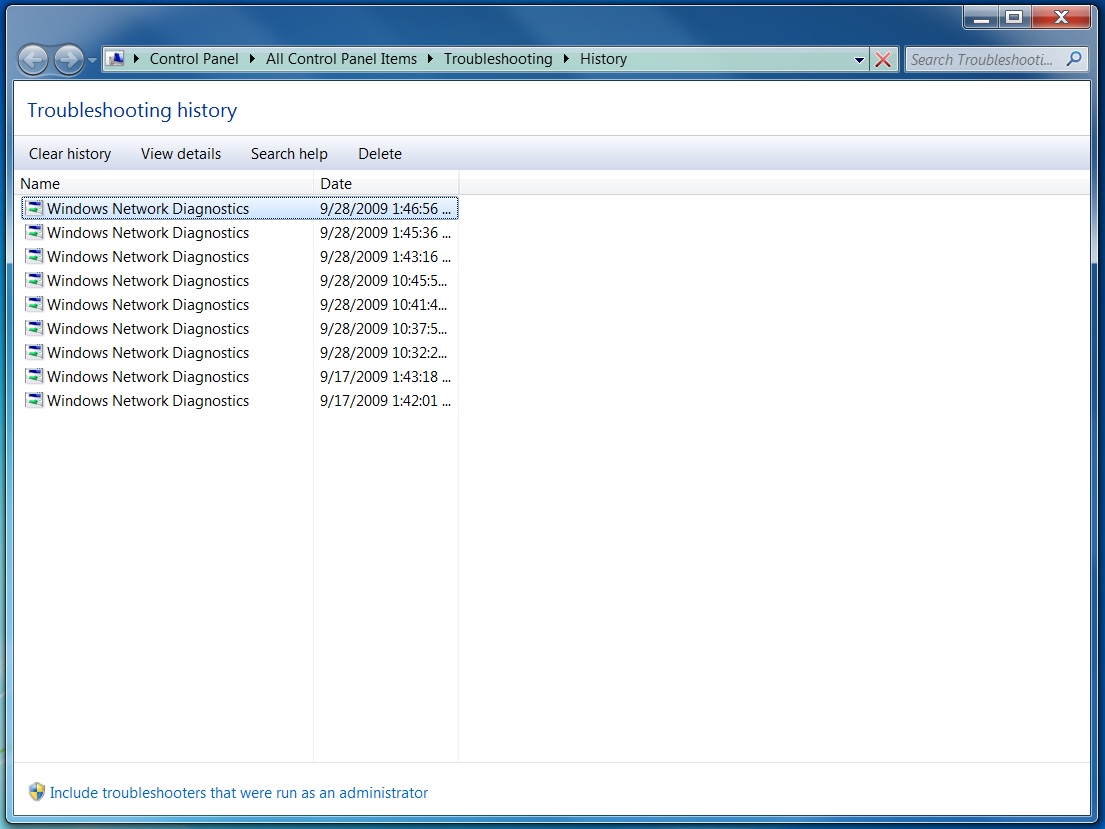 Control Panel All Control Panel Items Troubleshooting History Search Troubleshooti...
Troubleshooting history
Clear history View details Search help Delete
Name Date
Windows Network Diagnostics 9/28/2009 1:46:56 ...
Windows Network Diagnostics 9/28/2009 1:45:36 ...
Windows Network Diagnostics 9/28/2009 1:43:16 ...
Windows Network Diagnostics 9/28/2009 10:45:5...
Windows Network Diagnostics 9/28/2009 10:41:4...
Windows Network Diagnostics 9/28/2009 10:37:5...
Windows Network Diagnostics 9/28/2009 10:32:2...
Windows Network Diagnostics 9/17/2009 1:43:18 ...
Windows Network Diagnostics 9/17/2009 1:42:01 ...
Include troubleshooters that were run as an administrator